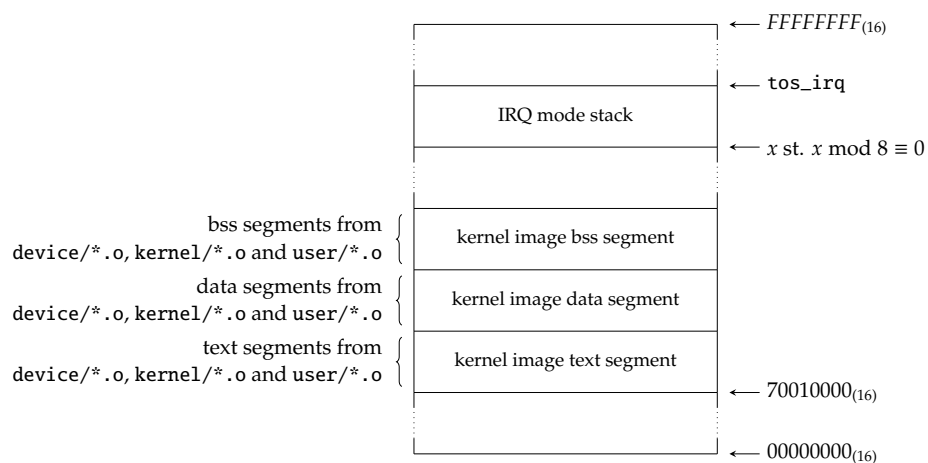 FFFFFFFF(16)
tos_irq
IRQ mode stack
x st. x mod 8 ≡ 0
bss segments from
device/*.o, kernel/*.o and user/*.o
kernel image bss segment
data segments from
device/*.o, kernel/*.o and user/*.o
kernel image data segment
text segments from
device/*.o, kernel/*.o and user/*.o
kernel image text segment
70010000(16)
00000000(16)